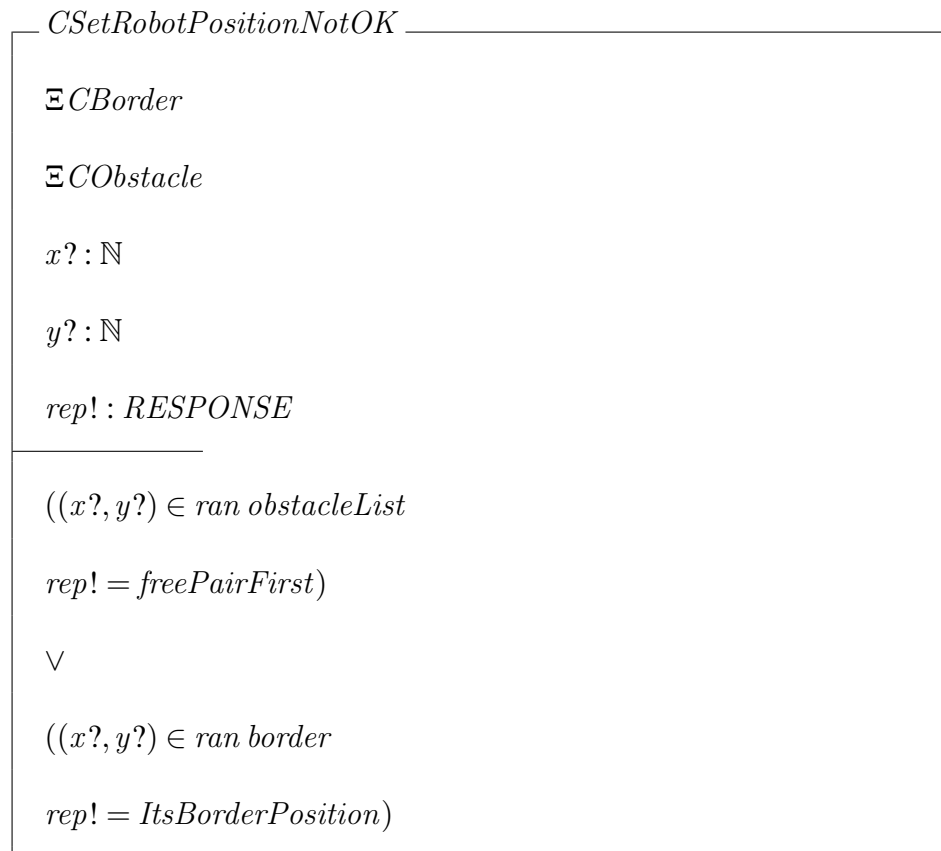 CSetRobotPositionNotOK
ΞCBorder
ΞCObstacle
x? : ℕ
y? : ℕ
rep! : RESPONSE
((x?, y?) ∈ ran obstacleList
rep! = freePairFirst)
∨
((x?, y?) ∈ ran border
rep! = ItsBorderPosition)